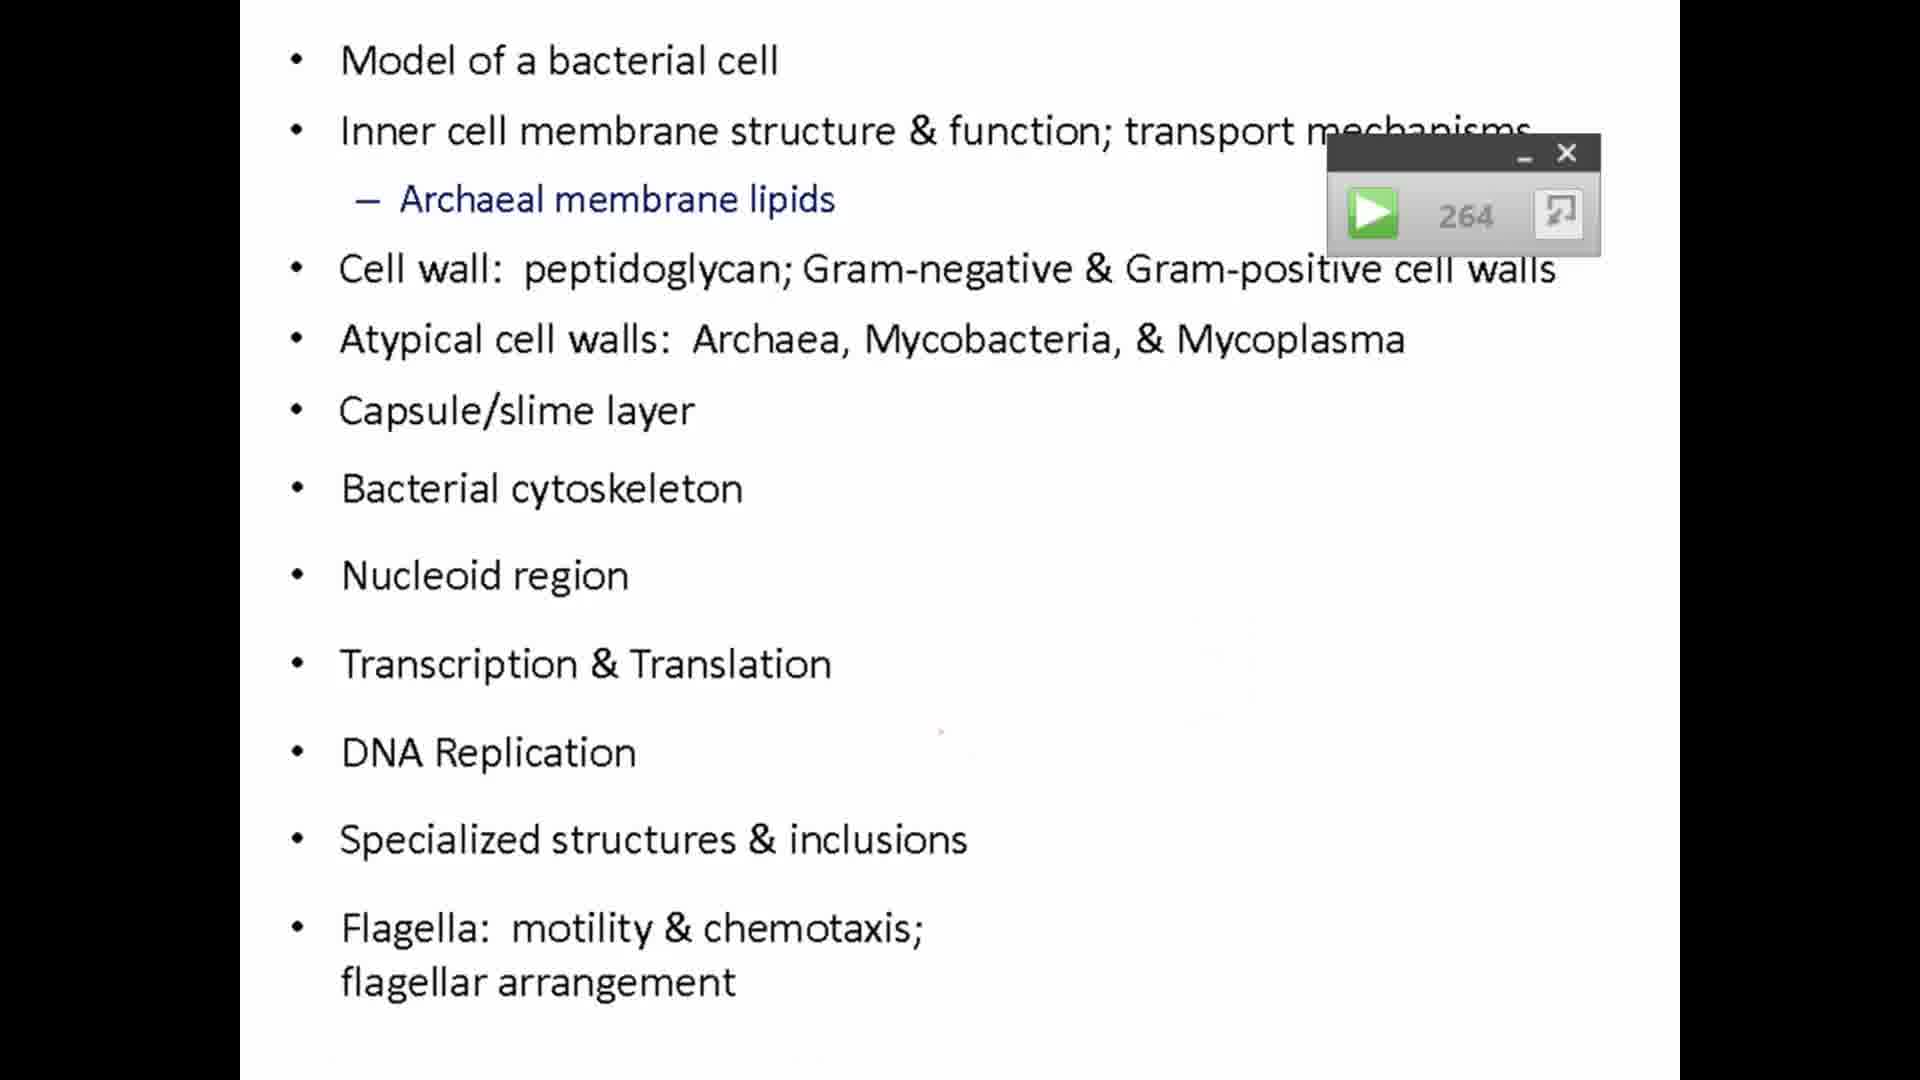 • Model of a bacterial cell
• Inner cell membrane structure & function; transport mechanisms
– Archaeal membrane lipids
264
• Cell wall: peptidoglycan; Gram-negative & Gram-positive cell walls
• Atypical cell walls: Archaea, Mycobacteria, & Mycoplasma
• Capsule/slime layer
• Bacterial cytoskeleton
• Nucleoid region
• Transcription & Translation
• DNA Replication
• Specialized structures & inclusions
• Flagella: motility & chemotaxis;
flagellar arrangement